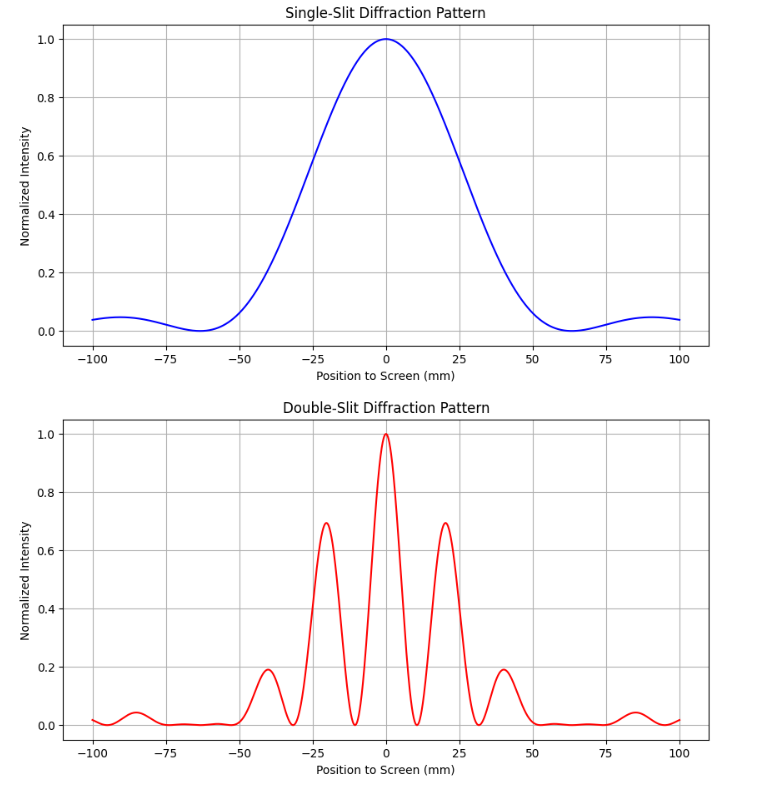 Single-Slit Diffraction Pattern
1.0
0.8
0.6
0.4
0.2
0.0
Normalized Intensity
−100 −75 −50 −25 0 25 50 75 100
Position to Screen (mm)
Double-Slit Diffraction Pattern
1.0
0.8
0.6
0.4
0.2
0.0
Normalized Intensity
−100 −75 −50 −25 0 25 50 75 100
Position to Screen (mm)